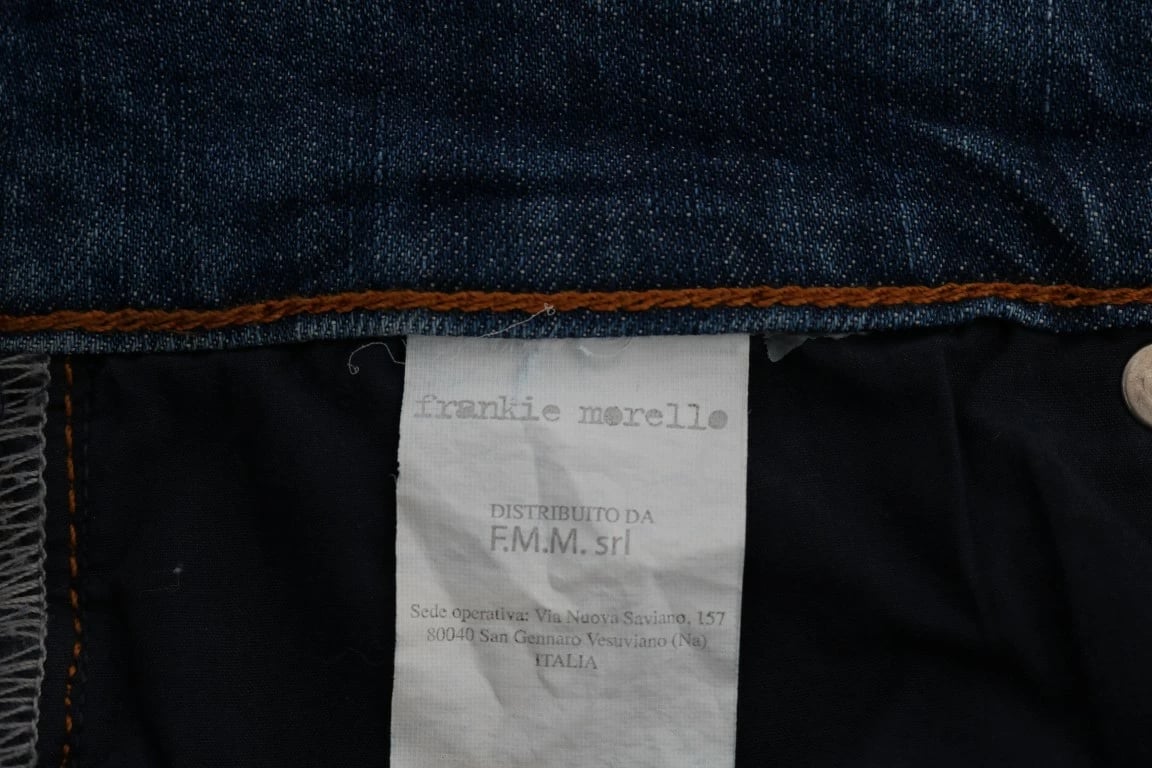 frankie morello
DISTRIBUITO DA
F.M.M. srl
Sede operativa: Via Nuova Saviano, 157
80040 San Gennaro Vesuviano (Na)
ITALIA